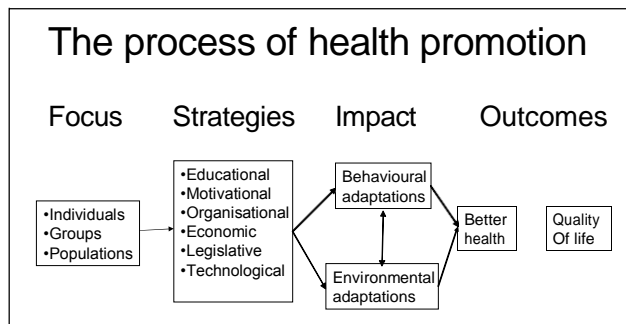 The process of health promotion
Focus
Strategies
Impact
Outcomes
•Individuals
•Groups
•Populations
•Educational
•Motivational
•Organisational
•Economic
•Legislative
•Technological
Behavioural
adaptations
Environmental
adaptations
Better
health
Quality
Of life